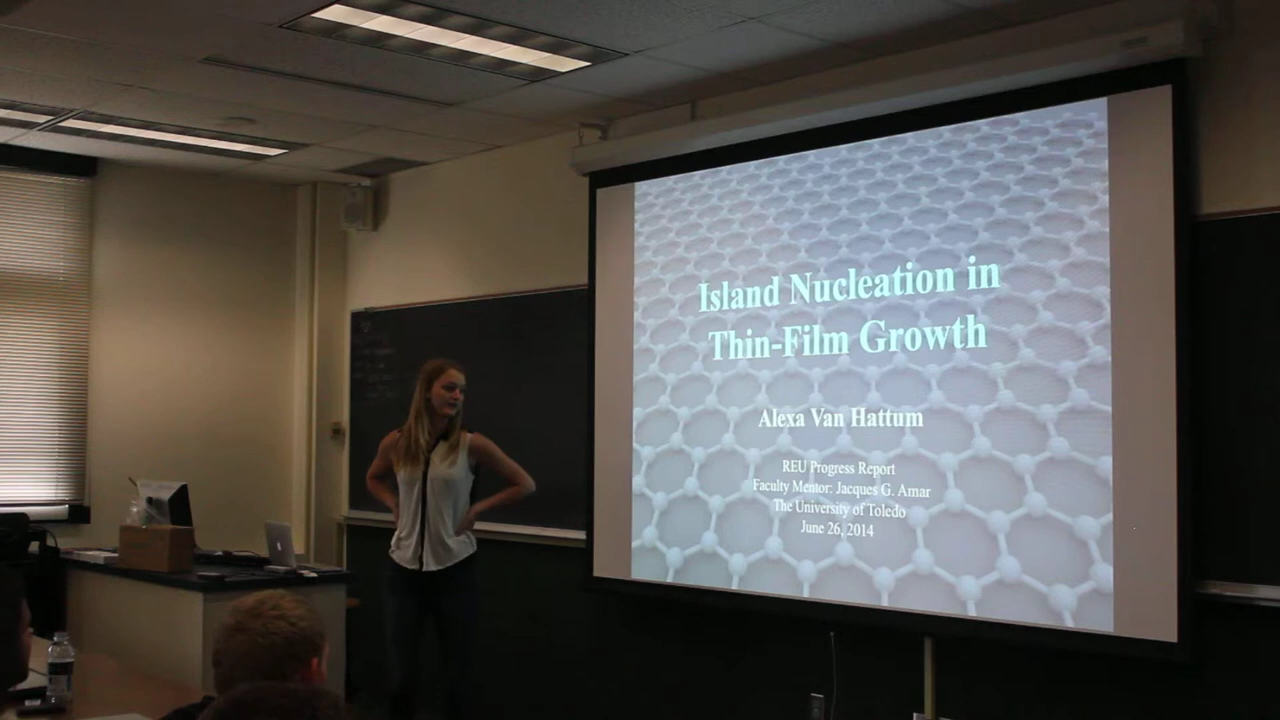 Island Nucleation in
Thin-Film Growth
Alexa Van Hattum
REU Progress Report
Faculty Mentor: Jacques G. Amar
The University of Toledo
June 26, 2014